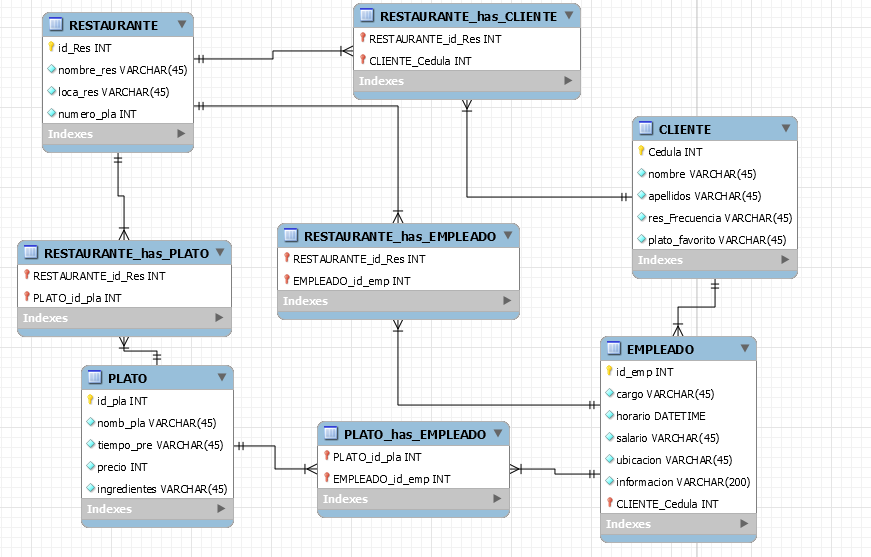 RESTAURANTE
id_Res INT
nombre_res VARCHAR(45)
loca_res VARCHAR(45)
numero_pla INT
Indexes
RESTAURANTE_has_CLIENTE
RESTAURANTE_id_Res INT
CLIENTE_Cedula INT
Indexes
CLIENTE
Cedula INT
nombre VARCHAR(45)
apellidos VARCHAR(45)
res_Frecuencia VARCHAR(45)
plato_favorito VARCHAR(45)
Indexes
RESTAURANTE_has_PLATO
RESTAURANTE_id_Res INT
PLATO_id_pla INT
Indexes
RESTAURANTE_has_EMPLEADO
RESTAURANTE_id_Res INT
EMPLEADO_id_emp INT
Indexes
PLATO
id_pla INT
nomb_pla VARCHAR(45)
tiempo_pre VARCHAR(45)
precio INT
ingredientes VARCHAR(45)
Indexes
PLATO_has_EMPLEADO
PLATO_id_pla INT
EMPLEADO_id_emp INT
Indexes
EMPLEADO
id_emp INT
cargo VARCHAR(45)
horario DATETIME
salario VARCHAR(45)
ubicacion VARCHAR(45)
informacion VARCHAR(200)
CLIENTE_Cedula INT
Indexes